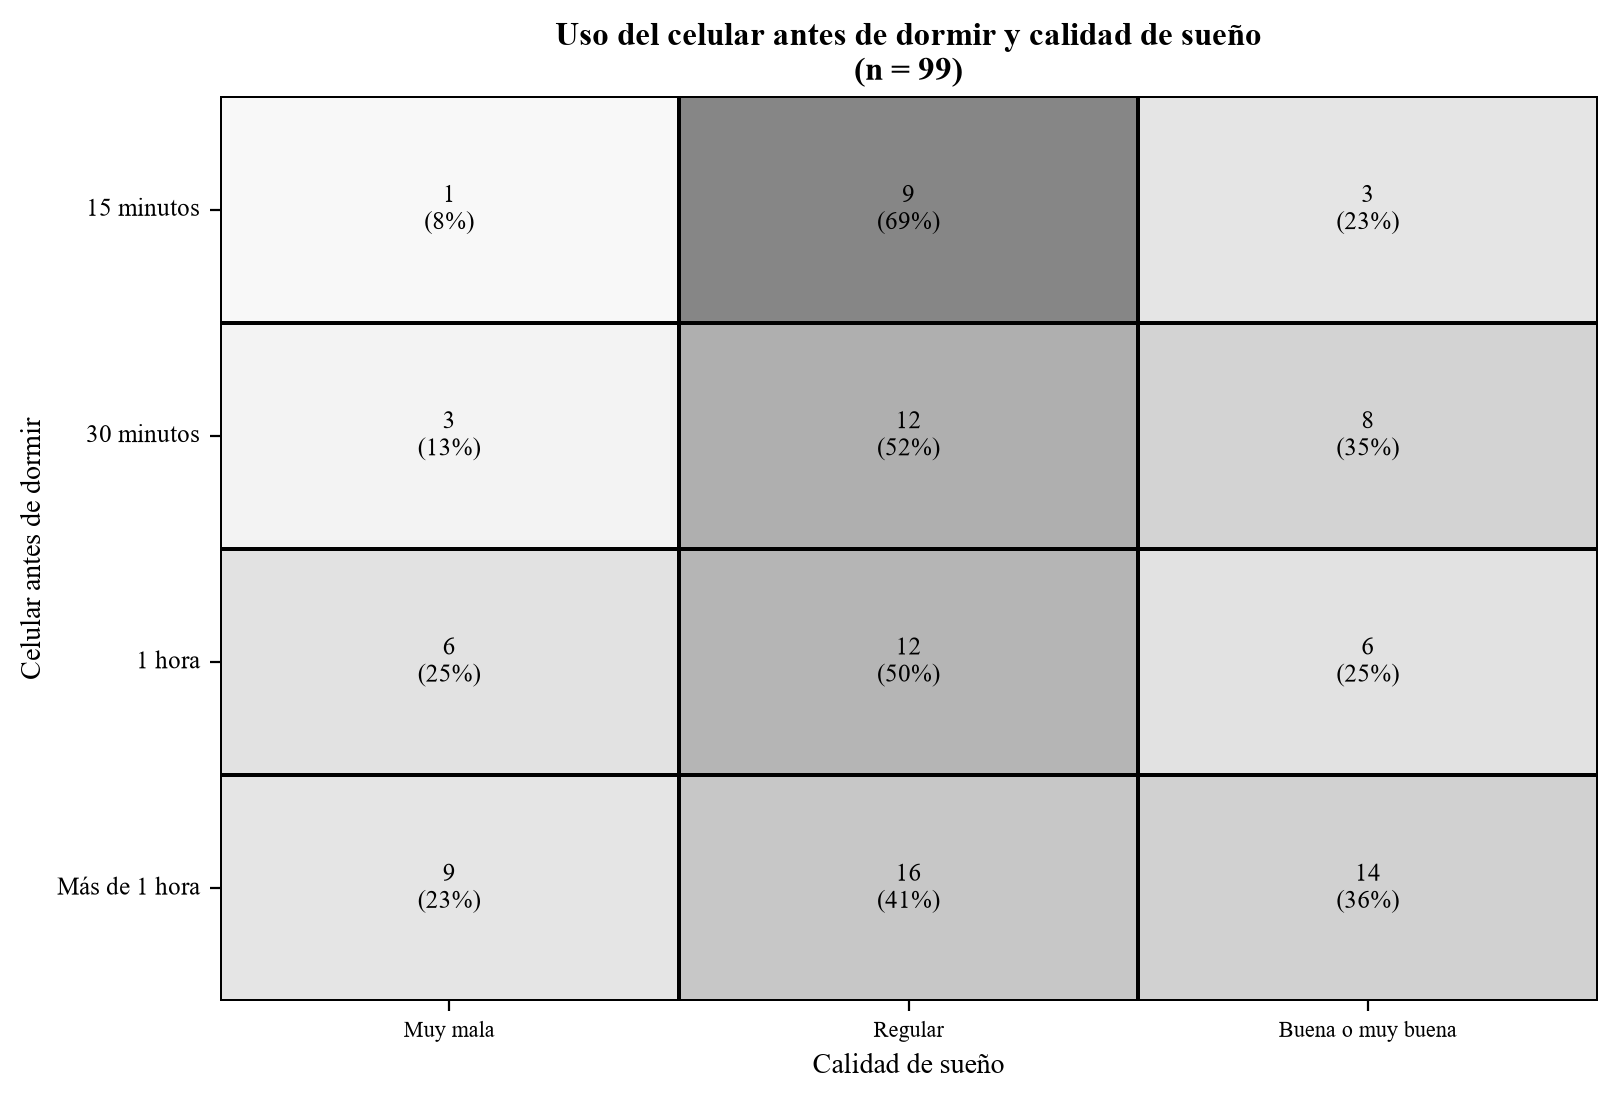 Uso del celular antes de dormir y calidad de sueño
(n = 99)
Celular antes de dormir
15 minutos
1
(8%)
9
(69%)
3
(23%)
30 minutos
3
(13%)
12
(52%)
8
(35%)
1 hora
6
(25%)
12
(50%)
6
(25%)
Más de 1 hora
9
(23%)
16
(41%)
14
(36%)
Muy mala
Regular
Buena o muy buena
Calidad de sueño